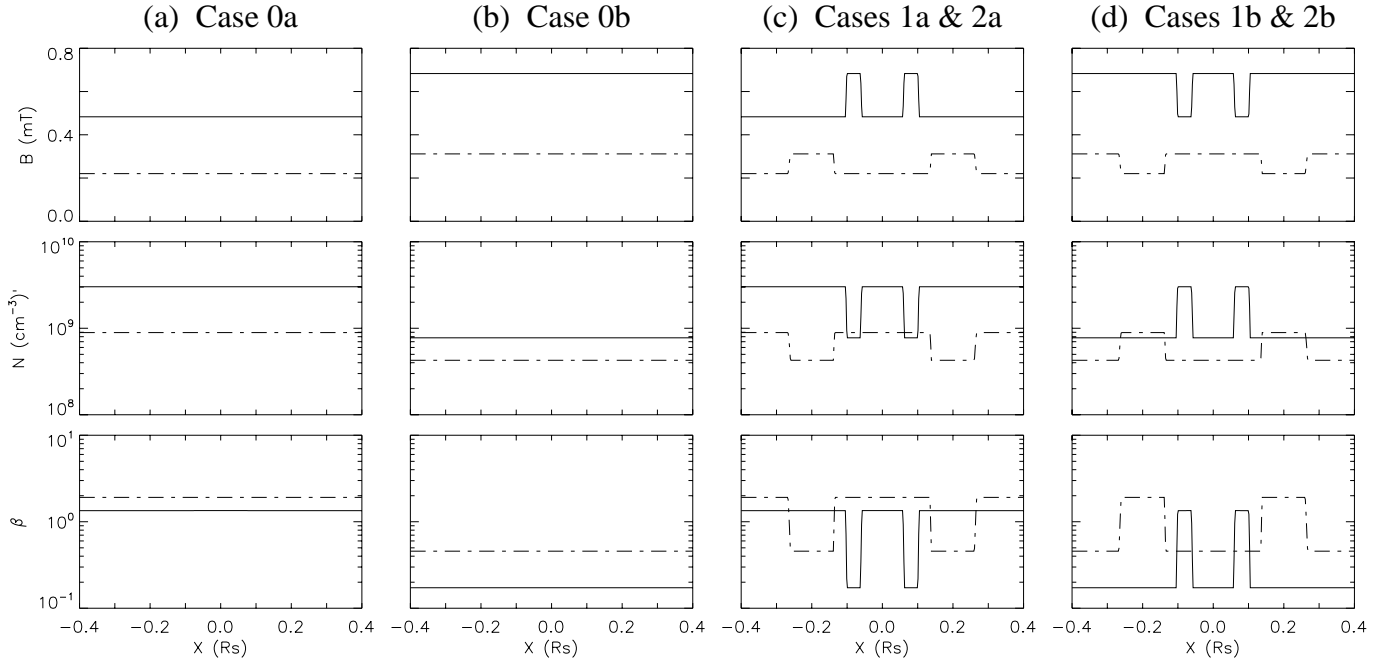 (a) Case 0a
(b) Case 0b
(c) Cases 1a & 2a
(d) Cases 1b & 2b
B (mT)
0.8
0.4
0.0
N (cm⁻³)'
10¹⁰
10⁹
10⁸
β
10¹
10⁰
10⁻¹
−0.4 −0.2 0.0 0.2 0.4
X (Rs)
−0.4 −0.2 0.0 0.2 0.4
X (Rs)
−0.4 −0.2 0.0 0.2 0.4
X (Rs)
−0.4 −0.2 0.0 0.2 0.4
X (Rs)